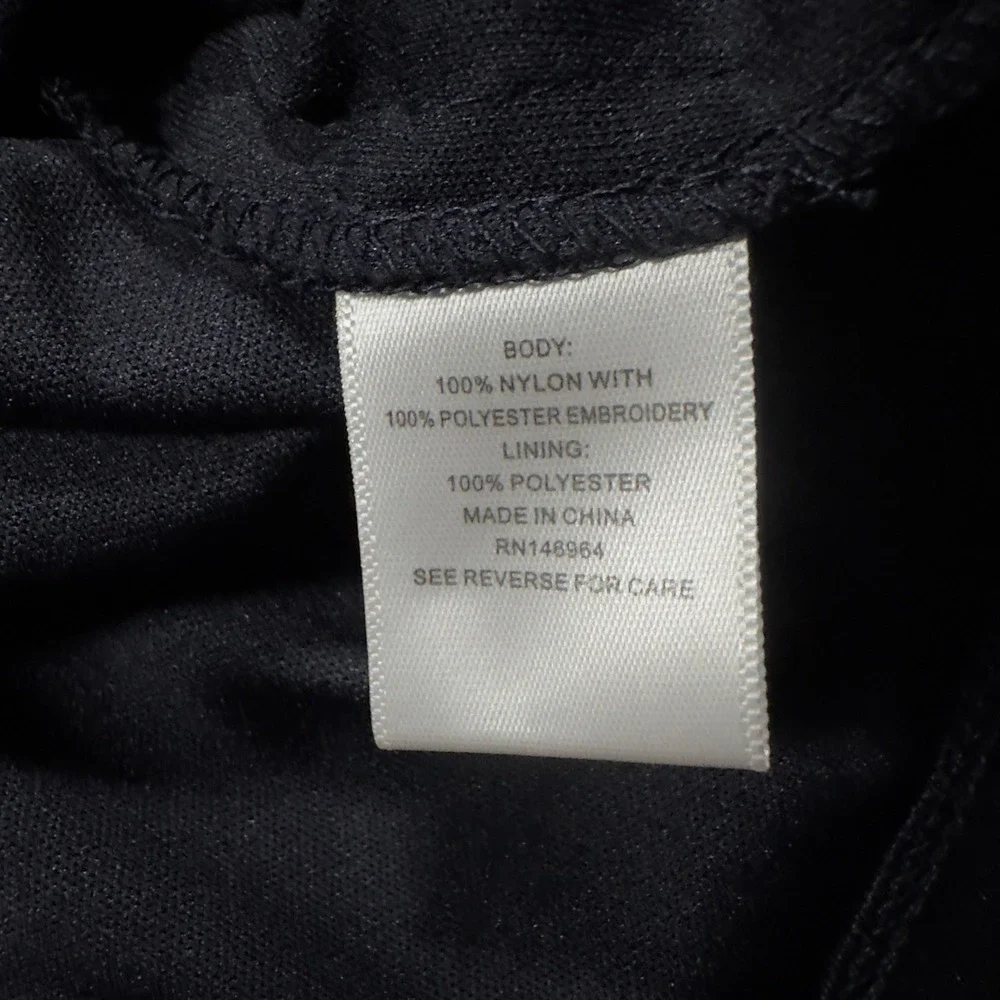 BODY:
100% NYLON WITH
100% POLYESTER EMBROIDERY
LINING:
100% POLYESTER
MADE IN CHINA
RN146964
SEE REVERSE FOR CARE